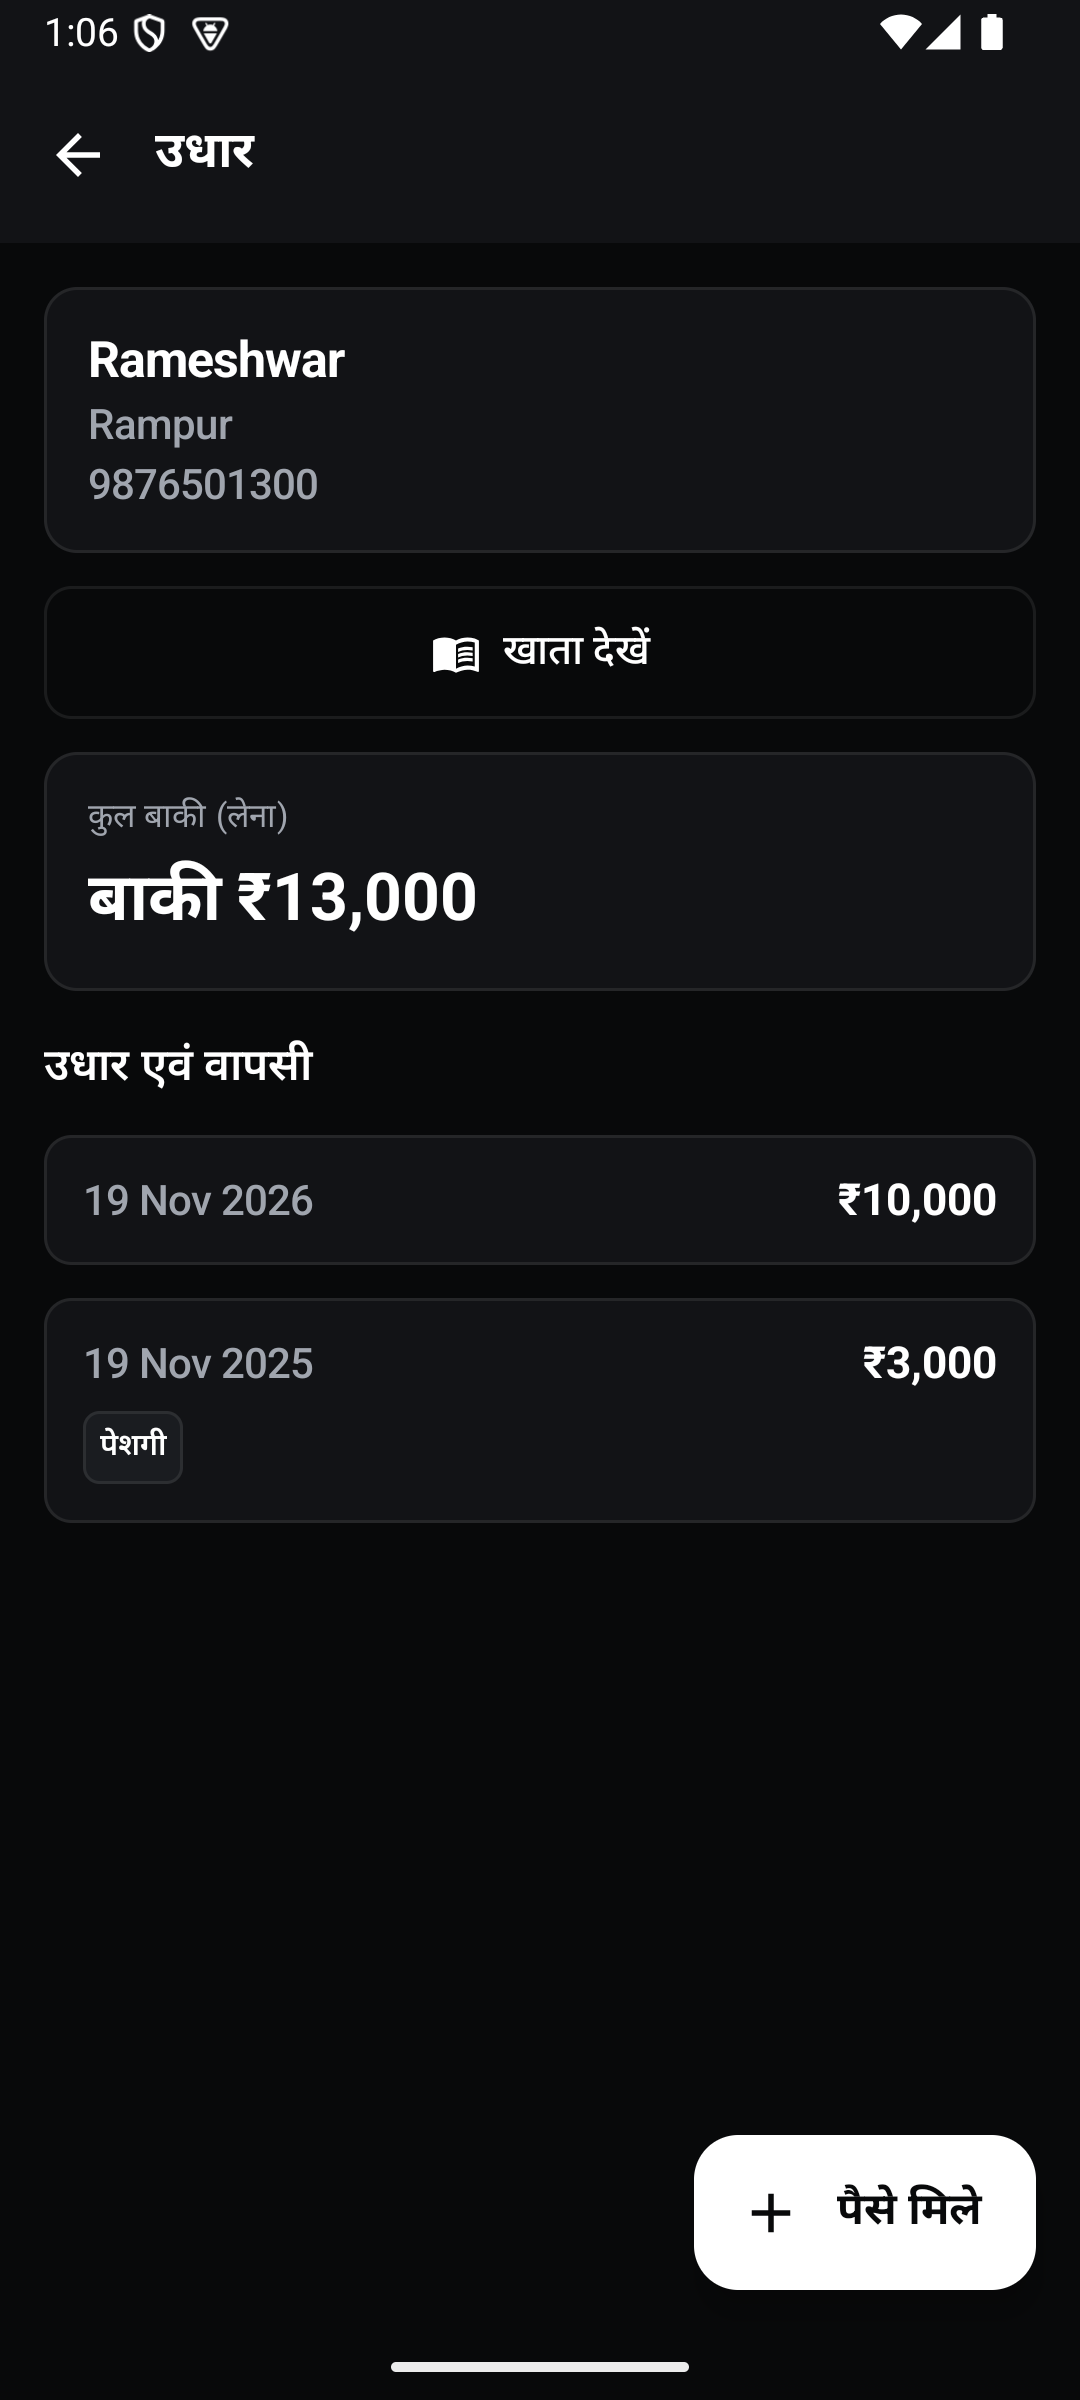 1:06
उधार
Rameshwar
Rampur
9876501300
खाता देखें
कुल बाकी (लेना)
बाकी ₹13,000
उधार एवं वापसी
19 Nov 2026 ₹10,000
19 Nov 2025 ₹3,000
पेशगी
पैसे मिले